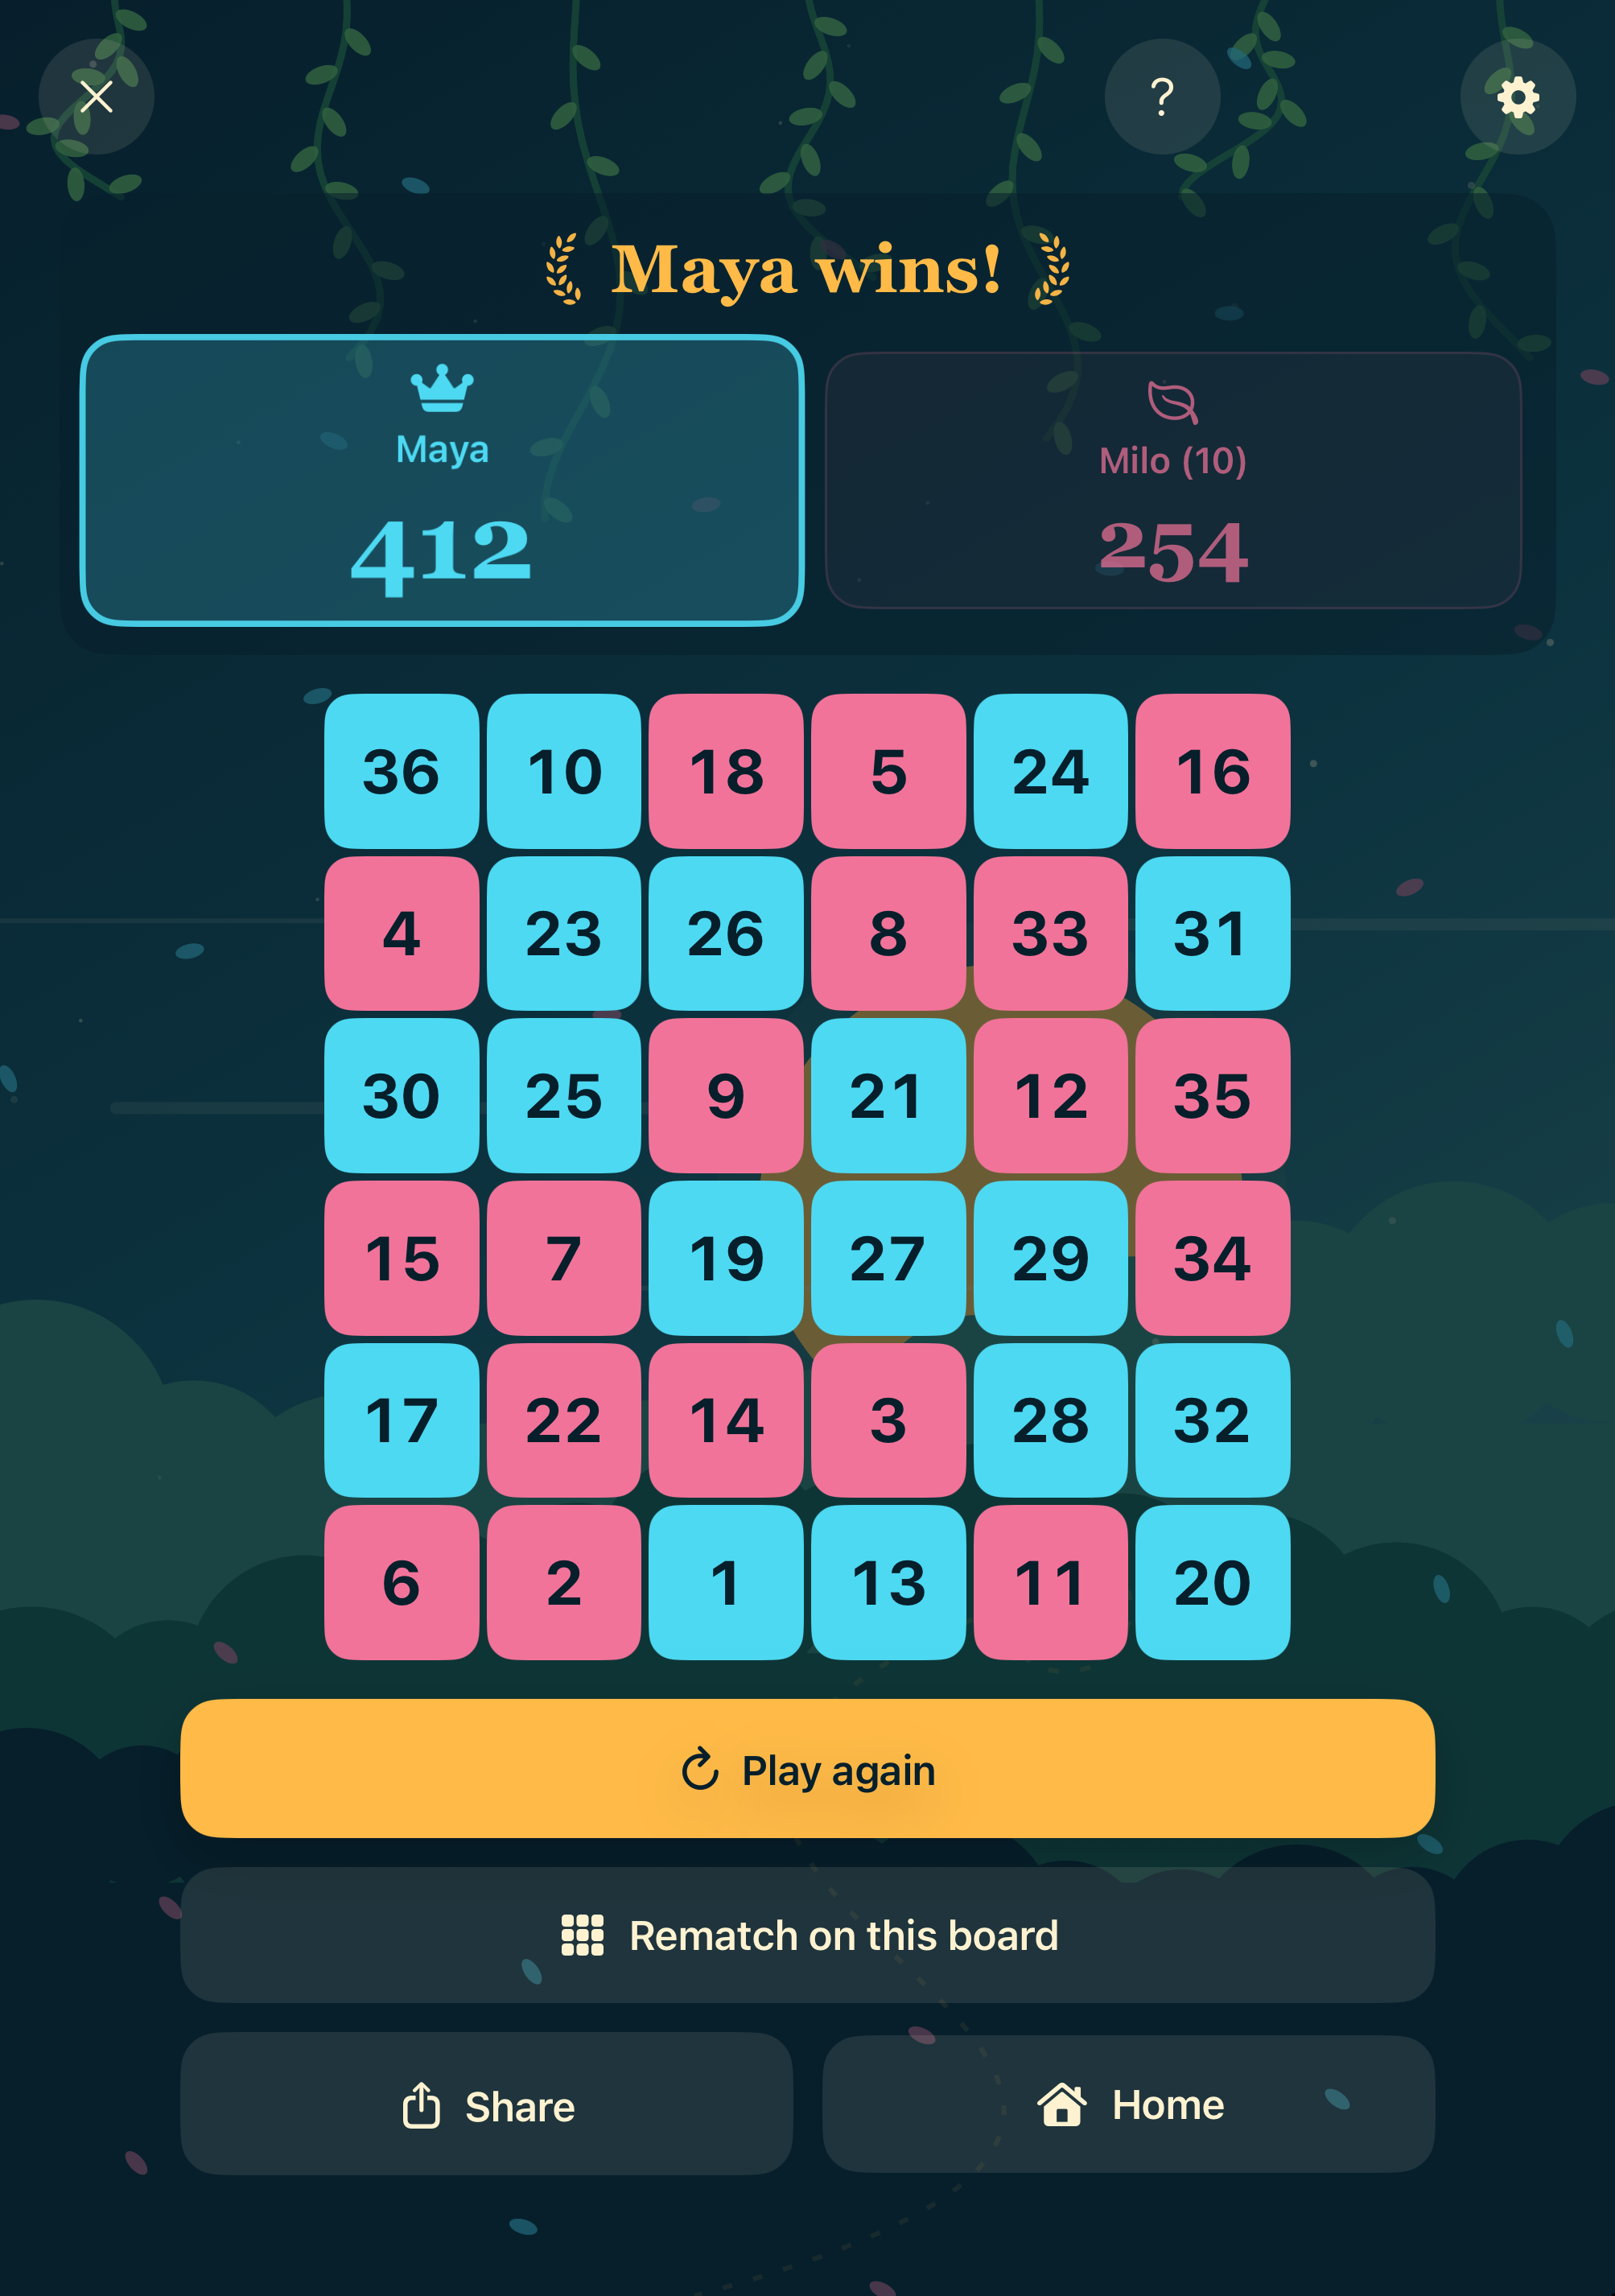 ?
Maya wins!
Maya
Milo (10)
412
254
36 10 18 5 24 16
4 23 26 8 33 31
30 25 9 21 12 35
15 7 19 27 29 34
17 22 14 3 28 32
6 2 1 13 11 20
Play again
Rematch on this board
Share
Home